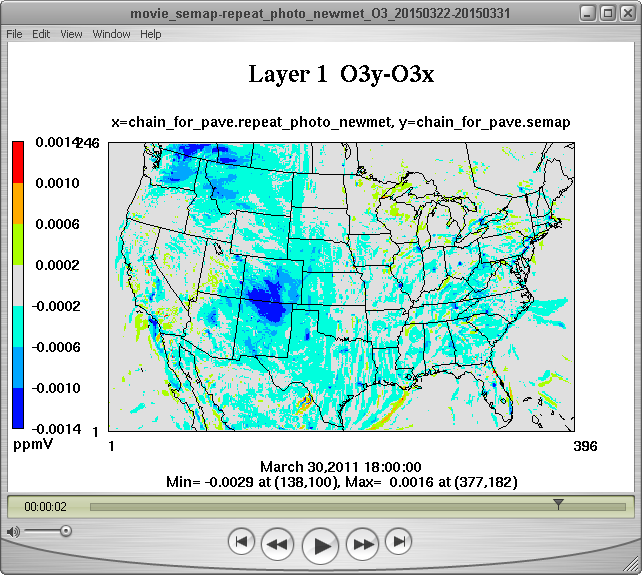 movie_semap-repeat_photo_newmet_O3_20150322-20150331
File Edit View Window Help
Layer 1 O3y-O3x
x=chain_for_pave.repeat_photo_newmet, y=chain_for_pave.semap
0.0014
246
0.0010
0.0006
0.0002
-0.0002
-0.0006
-0.0010
-0.0014
1
ppmV
1 396
March 30,2011 18:00:00
Min= -0.0029 at (138,100), Max= 0.0016 at (377,182)
00:00:02